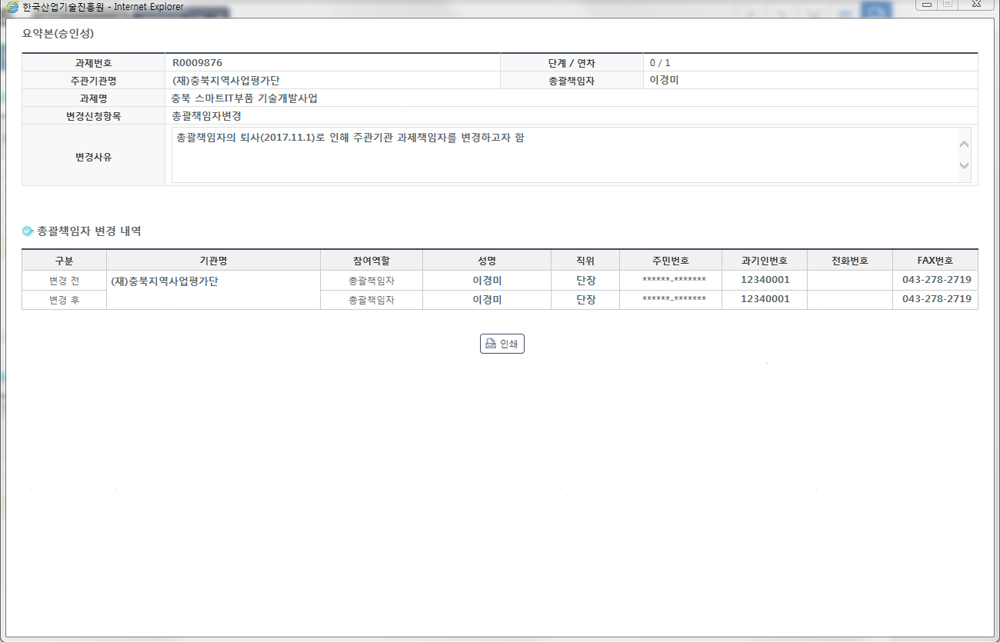 한국산업기술진흥원 - Internet Explorer
요약본(승인성)
과제번호 R0009876 단계 / 연차 0 / 1
주관기관명 (재)충북지역사업평가단 총괄책임자 이경미
과제명 충북 스마트IT부품 기술개발사업
변경신청항목 총괄책임자변경
변경사유 총괄책임자의 퇴사(2017.11.1)로 인해 주관기관 과제책임자를 변경하고자 함
총괄책임자 변경 내역
구분 기관명 참여역할 성명 직위 주민번호 과기인번호 전화번호 FAX번호
변경 전 (재)충북지역사업평가단 총괄책임자 이경미 단장 ******-******* 12340001 043-278-2719
변경 후 총괄책임자 이경미 단장 ******-******* 12340001 043-278-2719
인쇄